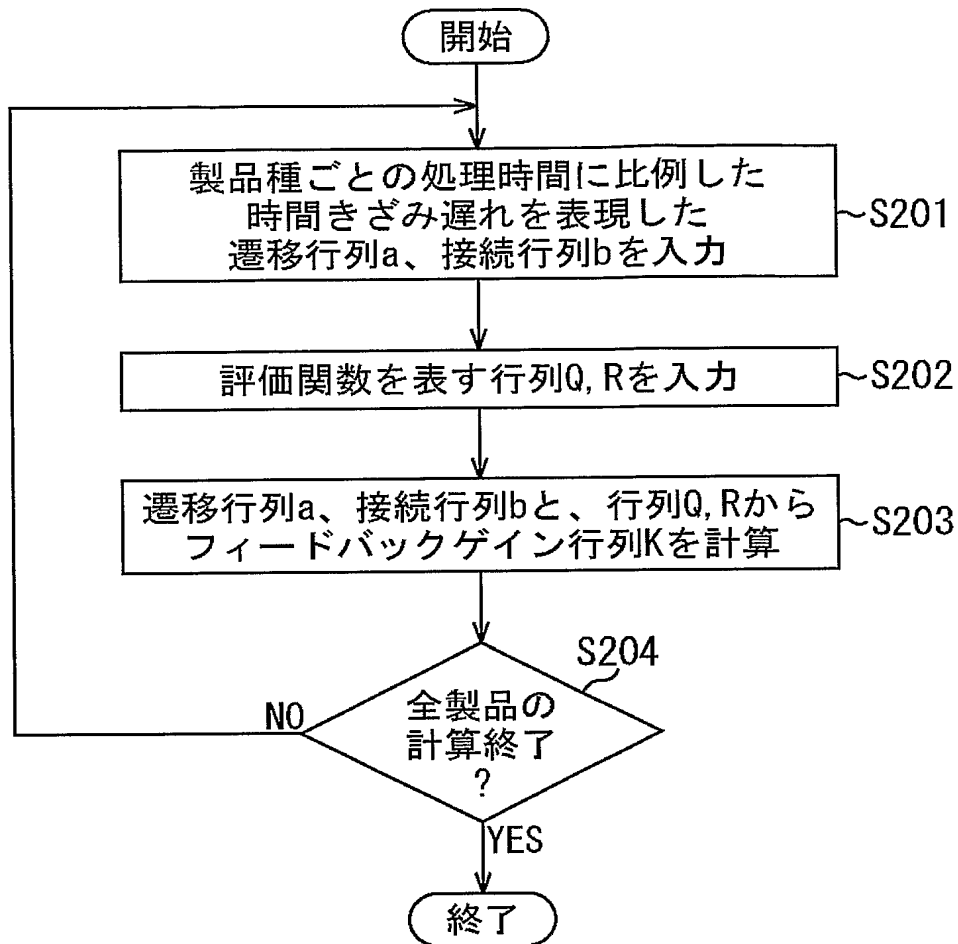 開始
製品種ごとの処理時間に比例した
時間きざみ遅れを表現した
遷移行列a、接続行列bを入力
S201
評価関数を表す行列Q,Rを入力
S202
遷移行列a、接続行列bと、行列Q,Rから
フィードバックゲイン行列Kを計算
S203
S204
全製品の
計算終了
?
NO
YES
終了